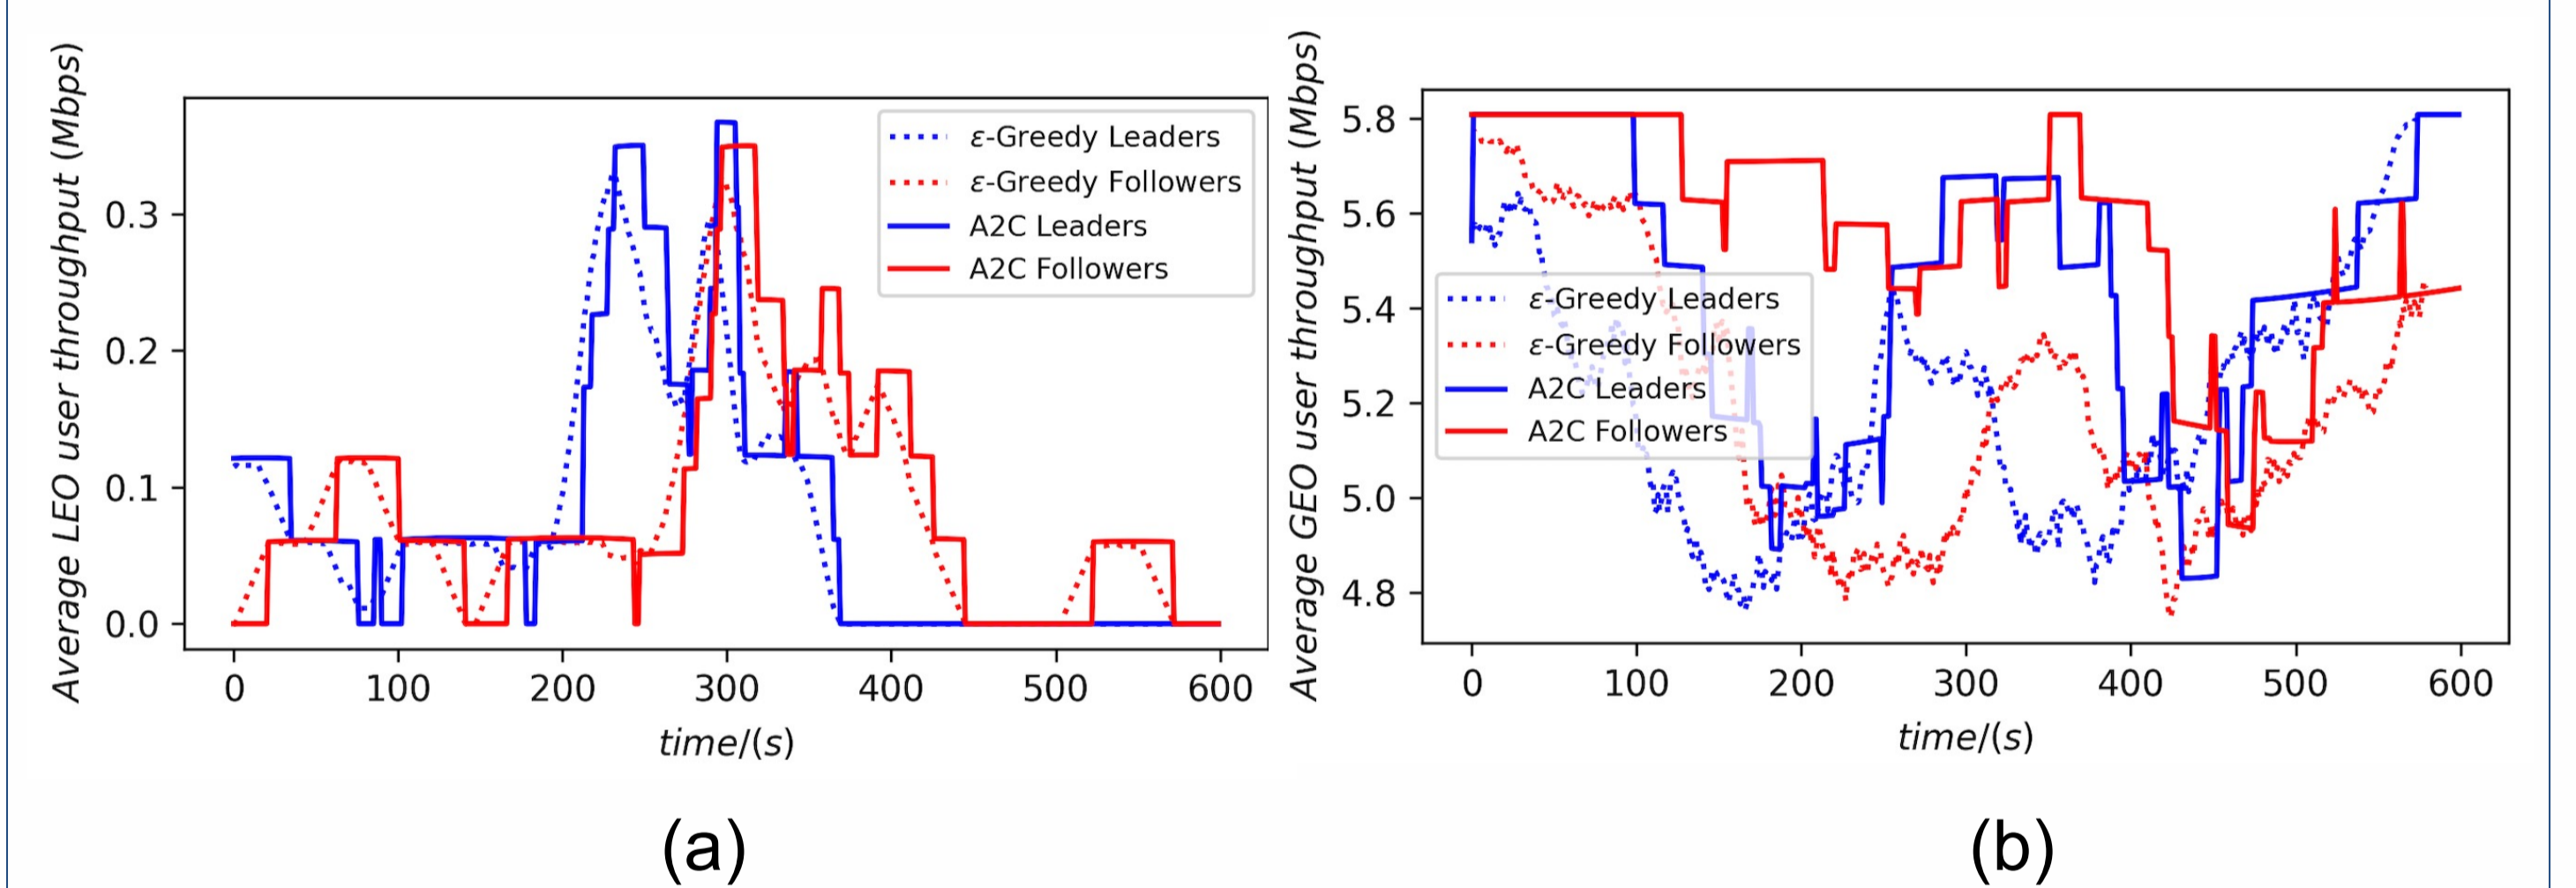 Average LEO user throughput (Mbps)
0.3
0.2
0.1
0.0
ε-Greedy Leaders
ε-Greedy Followers
A2C Leaders
A2C Followers
0 100 200 300 400 500 600
time/(s)
(a)
Average GEO user throughput (Mbps)
5.8
5.6
5.4
5.2
5.0
4.8
ε-Greedy Leaders
ε-Greedy Followers
A2C Leaders
A2C Followers
0 100 200 300 400 500 600
time/(s)
(b)